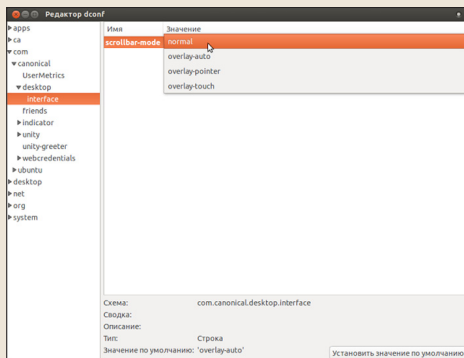 Редактор dconf
apps
ca
com
canonical
UserMetrics
desktop
interface
friends
indicator
unity
unity-greeter
webcredentials
ubuntu
desktop
net
org
system
Имя Значение
scrollbar-mode normal
overlay-auto
overlay-pointer
overlay-touch
Схема: com.canonical.desktop.interface
Сводка:
Описание:
Тип: Строка
Значение по умолчанию: 'overlay-auto'
Установить значение по умолчанию